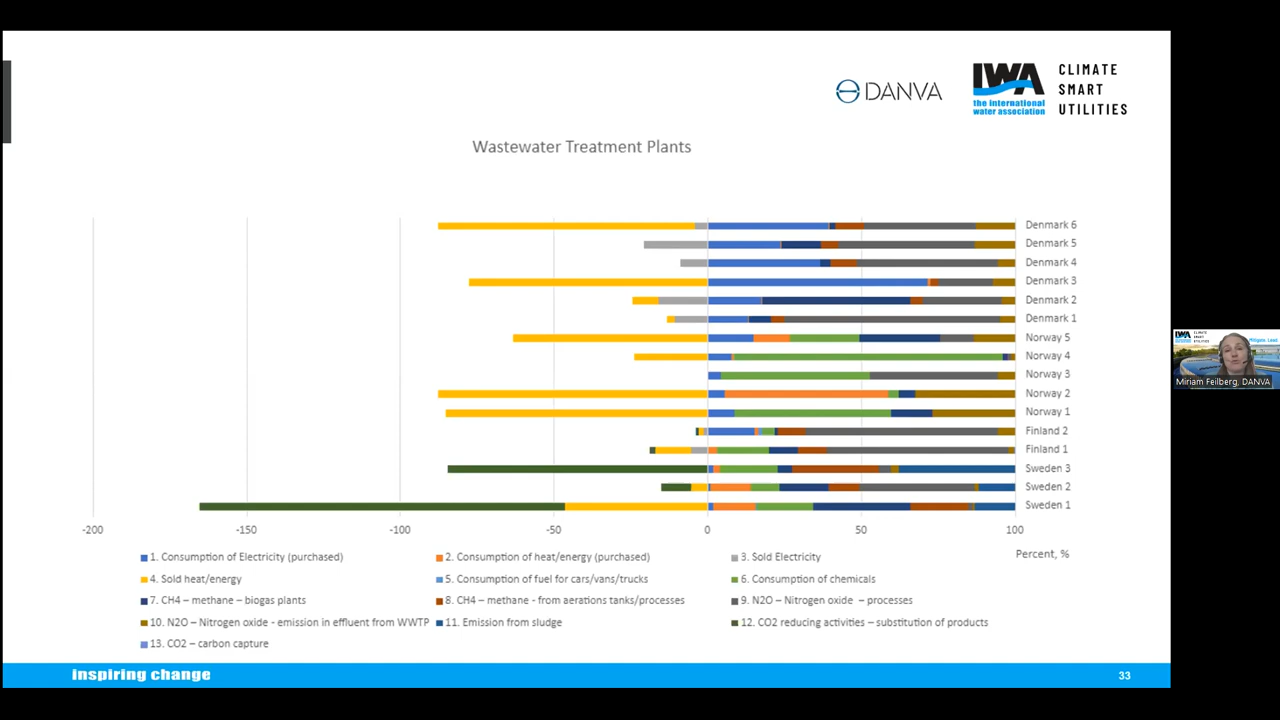 DANVA
IWA
the international
water association
CLIMATE
SMART
UTILITIES
Wastewater Treatment Plants
Denmark 6
Denmark 5
Denmark 4
Denmark 3
Denmark 2
Denmark 1
Norway 5
Norway 4
Norway 3
Norway 2
Norway 1
Finland 2
Finland 1
Sweden 3
Sweden 2
Sweden 1
-200 -150 -100 -50 0 50 100
Percent, %
1. Consumption of Electricity (purchased) 2. Consumption of heat/energy (purchased) 3. Sold Electricity
4. Sold heat/energy 5. Consumption of fuel for cars/vans/trucks 6. Consumption of chemicals
7. CH4 – methane – biogas plants 8. CH4 – methane - from aerations tanks/processes 9. N2O – Nitrogen oxide – processes
10. N2O – Nitrogen oxide - emission in effluent from WWTP 11. Emission from sludge 12. CO2 reducing activities – substitution of products
13. CO2 – carbon capture
inspiring change
33
IWA
Miriam Feilberg, DANVA